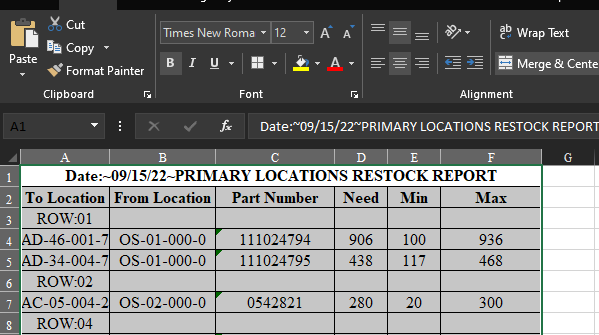 Cut
Copy
Paste
Format Painter
Clipboard
Times New Roma
12
A A
B I U
A
Font
ab
Wrap Text
Merge & Cente
Alignment
A1 fx Date:~09/15/22~PRIMARY LOCATIONS RESTOCK REPORT
A B C D E F G
1 Date:~09/15/22~PRIMARY LOCATIONS RESTOCK REPORT
2 To Location From Location Part Number Need Min Max
3 ROW:01
4 AD-46-001-7 OS-01-000-0 111024794 906 100 936
5 AD-34-004-7 OS-01-000-0 111024795 438 117 468
6 ROW:02
7 AC-05-004-2 OS-02-000-0 0542821 280 20 300
8 ROW:04